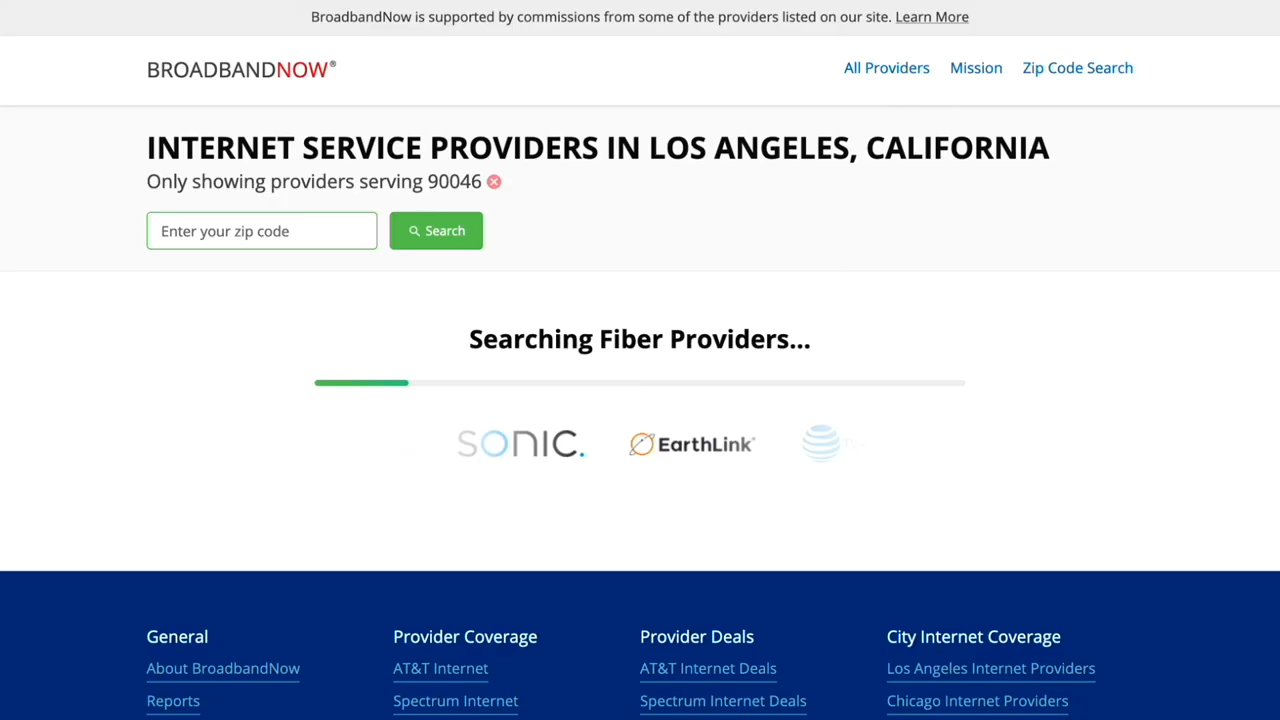 BroadbandNow is supported by commissions from some of the providers listed on our site. Learn More
BROADBANDNOW®
All Providers Mission Zip Code Search
INTERNET SERVICE PROVIDERS IN LOS ANGELES, CALIFORNIA
Only showing providers serving 90046
Enter your zip code Search
Searching Fiber Providers...
SONIC. EarthLink®
General Provider Coverage Provider Deals City Internet Coverage
About BroadbandNow AT&T Internet AT&T Internet Deals Los Angeles Internet Providers
Reports Spectrum Internet Spectrum Internet Deals Chicago Internet Providers